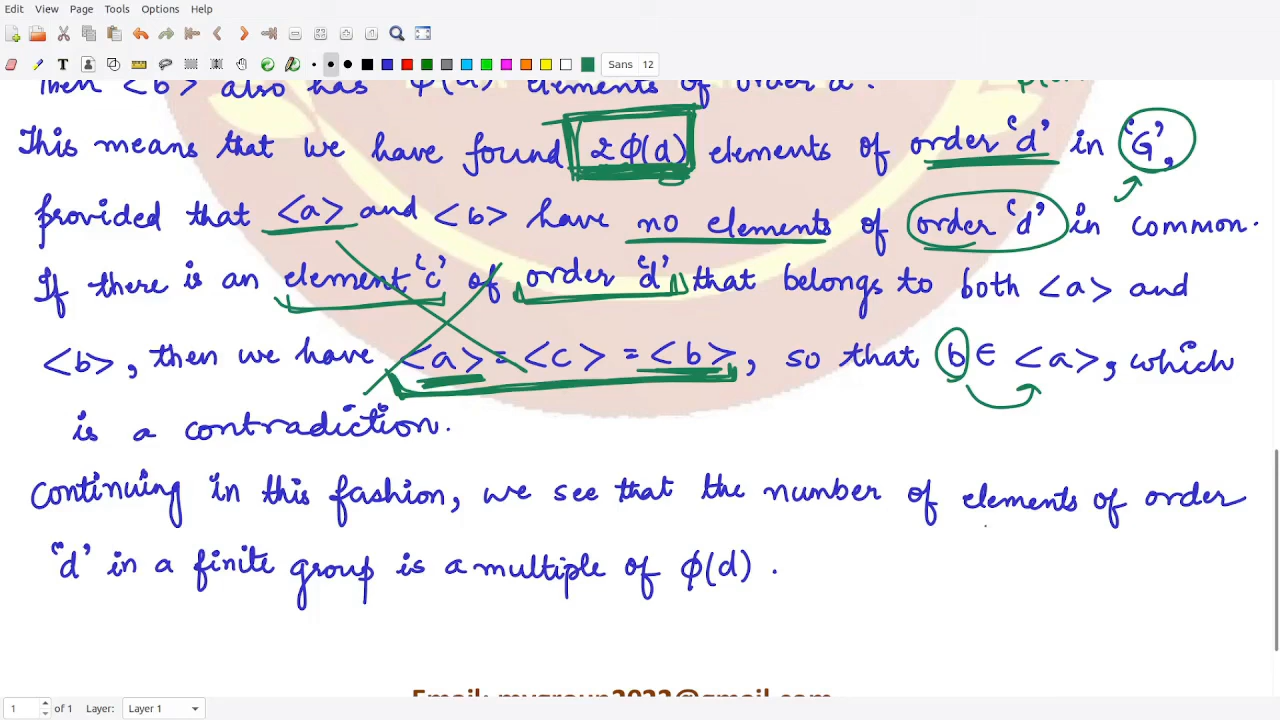 Edit View Page Tools Options Help
Sans 12
Then <b> also has φ(d) elements of order d.
This means that we have found 2φ(d) elements of order 'd' in 'G',
provided that <a> and <b> have no elements of order 'd' in common.
If there is an element 'c' of order 'd' that belongs to both <a> and
<b>, then we have <a> = <c> = <b>, so that b ∈ <a>, which
is a contradiction.
Continuing in this fashion, we see that the number of elements of order
'd' in a finite group is a multiple of φ(d).
1 of 1 Layer: Layer 1